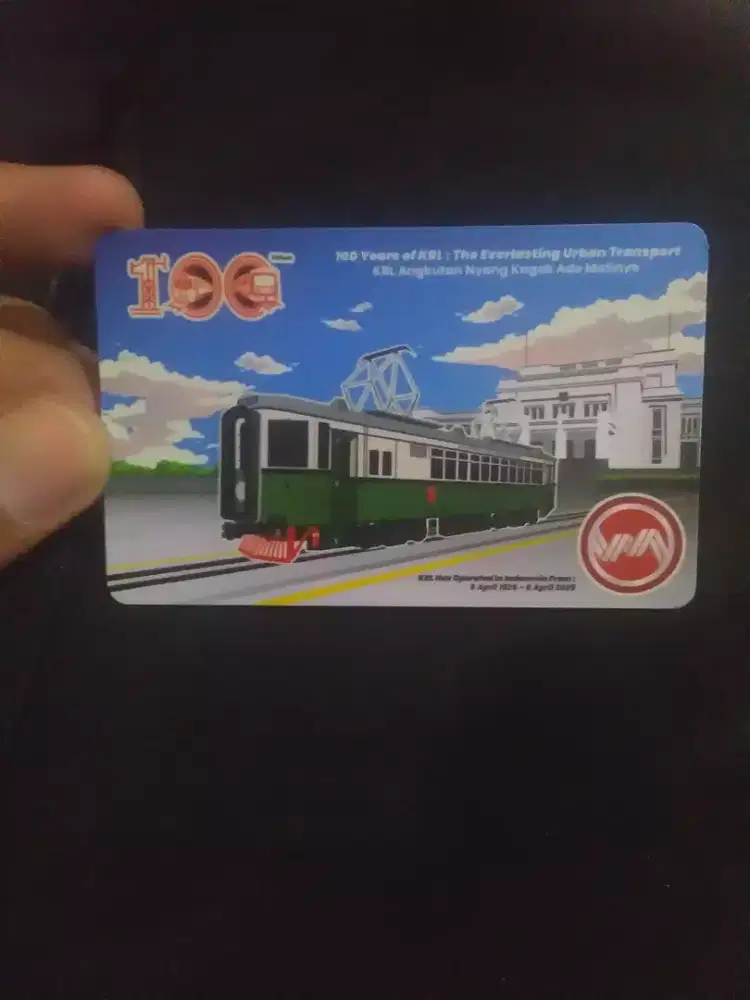 100
100 Years of KRL : The Everlasting Urban Transport
KRL Angkutan Nyang Kagak Ade Matinye
KRL Has Operated in Indonesia From :
6 April 1925 - 6 April 2025